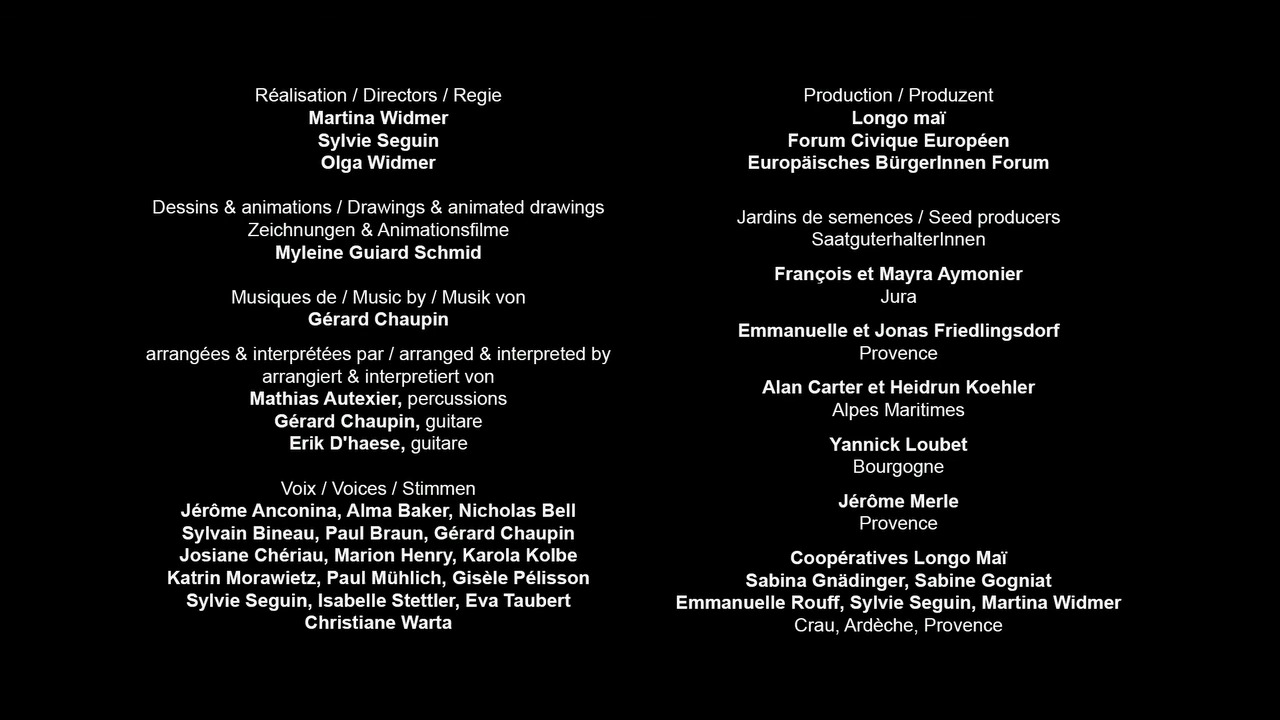 Réalisation / Directors / Regie
Martina Widmer
Sylvie Seguin
Olga Widmer
Dessins & animations / Drawings & animated drawings
Zeichnungen & Animationsfilme
Myleine Guiard Schmid
Musiques de / Music by / Musik von
Gérard Chaupin
arrangées & interprétées par / arranged & interpreted by
arrangiert & interpretiert von
Mathias Autexier, percussions
Gérard Chaupin, guitare
Erik D'haese, guitare
Voix / Voices / Stimmen
Jérôme Anconina, Alma Baker, Nicholas Bell
Sylvain Bineau, Paul Braun, Gérard Chaupin
Josiane Chériau, Marion Henry, Karola Kolbe
Katrin Morawietz, Paul Mühlich, Gisèle Pélisson
Sylvie Seguin, Isabelle Stettler, Eva Taubert
Christiane Warta
Production / Produzent
Longo maï
Forum Civique Européen
Europäisches BürgerInnen Forum
Jardins de semences / Seed producers
SaatguterhalterInnen
François et Mayra Aymonier
Jura
Emmanuelle et Jonas Friedlingsdorf
Provence
Alan Carter et Heidrun Koehler
Alpes Maritimes
Yannick Loubet
Bourgogne
Jérôme Merle
Provence
Coopératives Longo Maï
Sabina Gnädinger, Sabine Gogniat
Emmanuelle Rouff, Sylvie Seguin, Martina Widmer
Crau, Ardèche, Provence